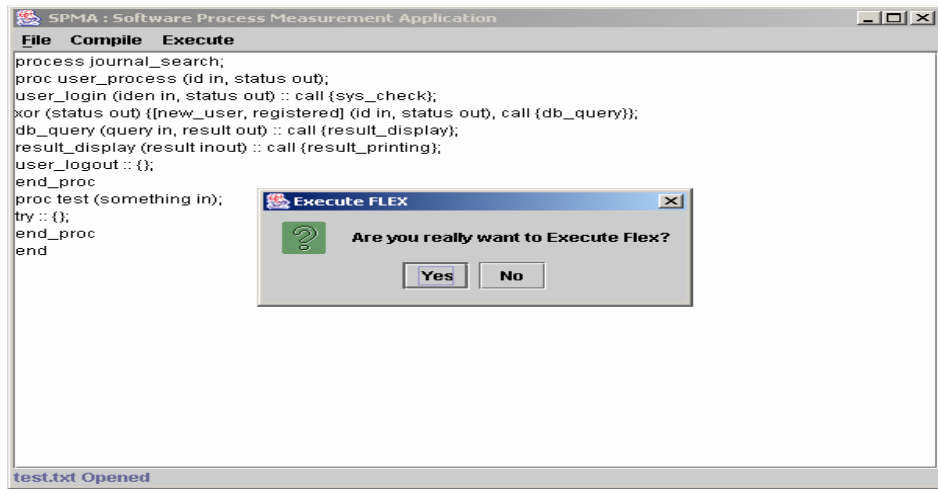 SPMA : Software Process Measurement Application
File Compile Execute
process journal_search;
proc user_process (id in, status out);
user_login (iden in, status out) :: call {sys_check};
xor (status out) {[new_user, registered] (id in, status out), call {db_query}};
db_query (query in, result out) :: call {result_display};
result_display (result inout) :: call {result_printing};
user_logout :: {};
end_proc
proc test (something in);
try :: {};
end_proc
end
Execute FLEX
Are you really want to Execute Flex?
Yes No
test.txt Opened